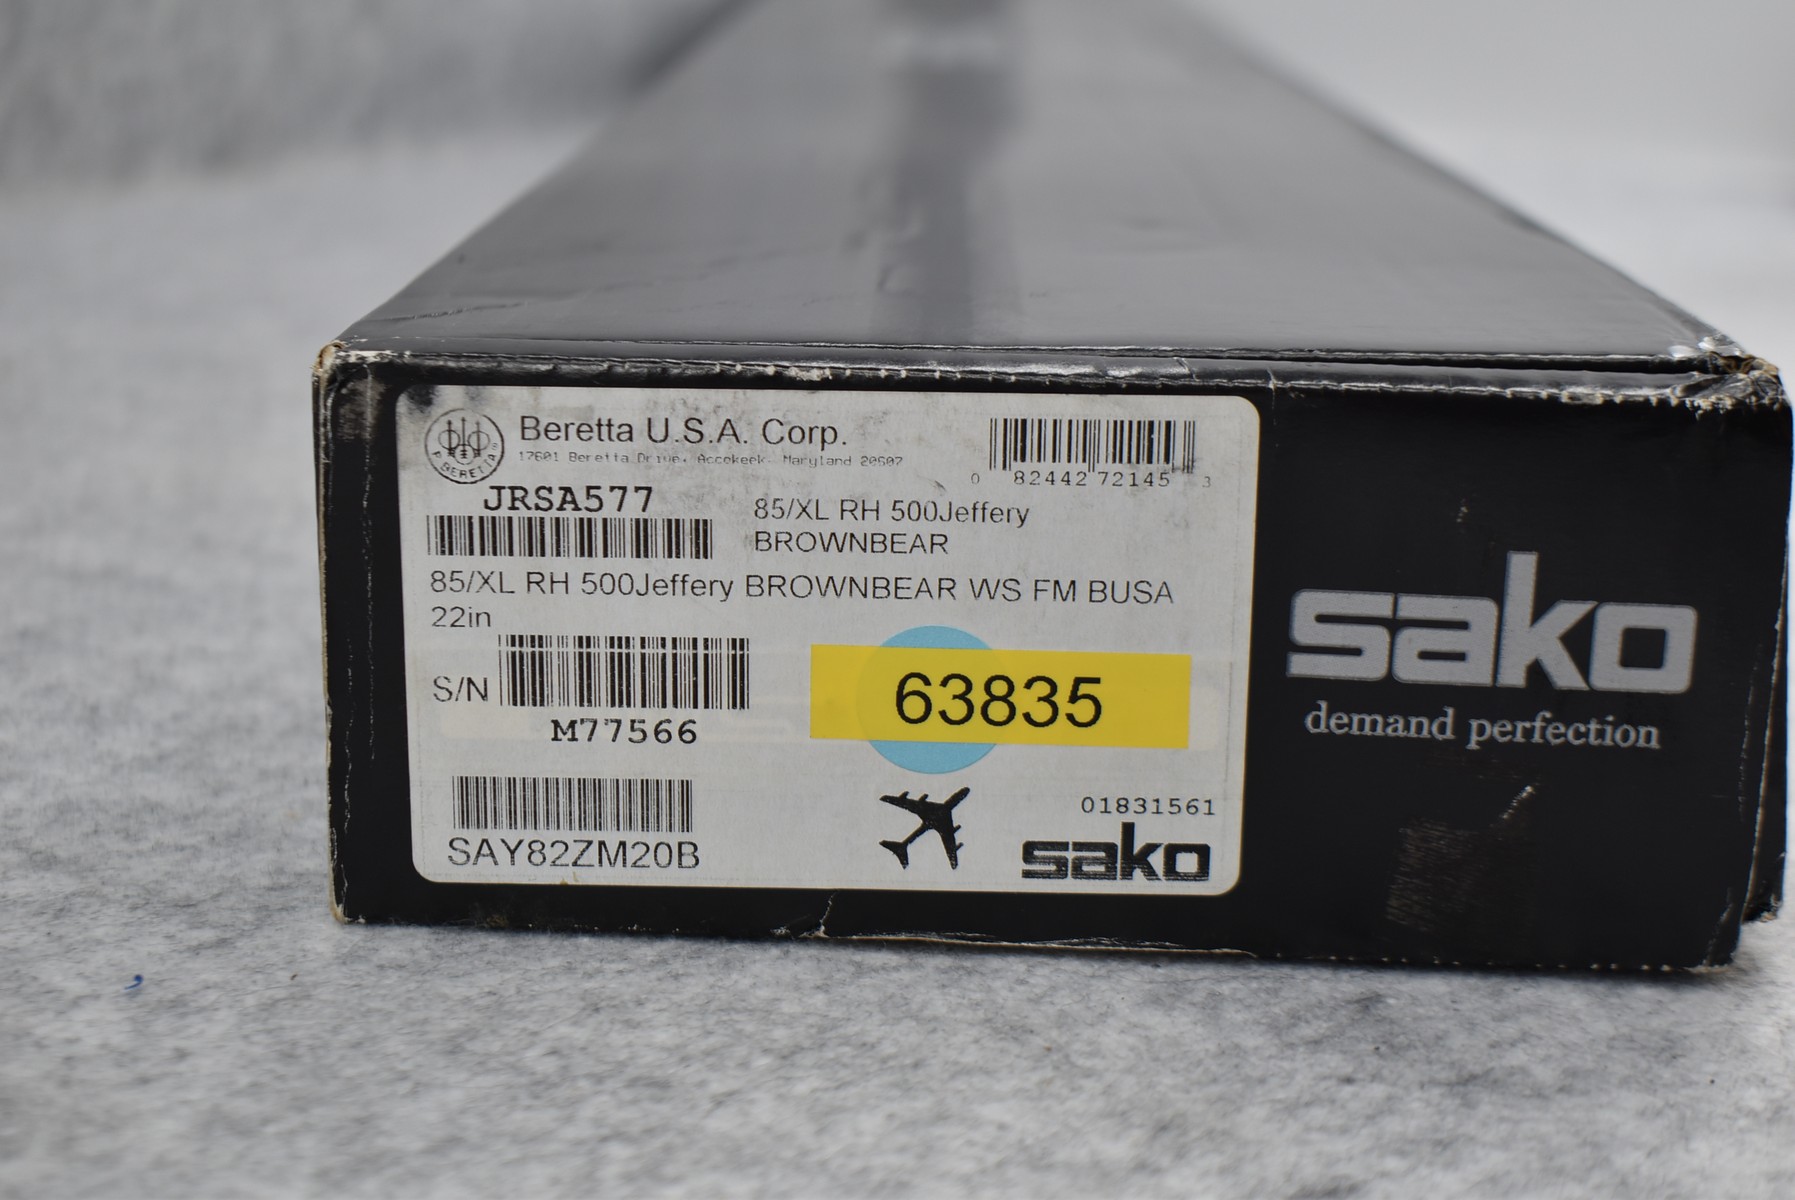 Beretta U.S.A. Corp.
17601 Beretta Drive, Accokeek, Maryland 20607
P. BERETTA
0 82442 72145 3
JRSA577
85/XL RH 500Jeffery
BROWNBEAR
85/XL RH 500Jeffery BROWNBEAR WS FM BUSA
22in
S/N
M77566
63835
SAY82ZM20B
01831561
sako
sako
demand perfection